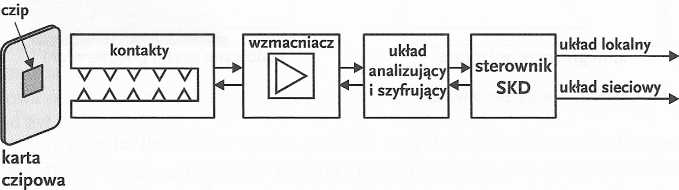 czip
kontakty
wzmacniacz
układ
analizujący
i szyfrujący
sterownik
SKD
układ lokalny
układ sieciowy
karta
czipowa